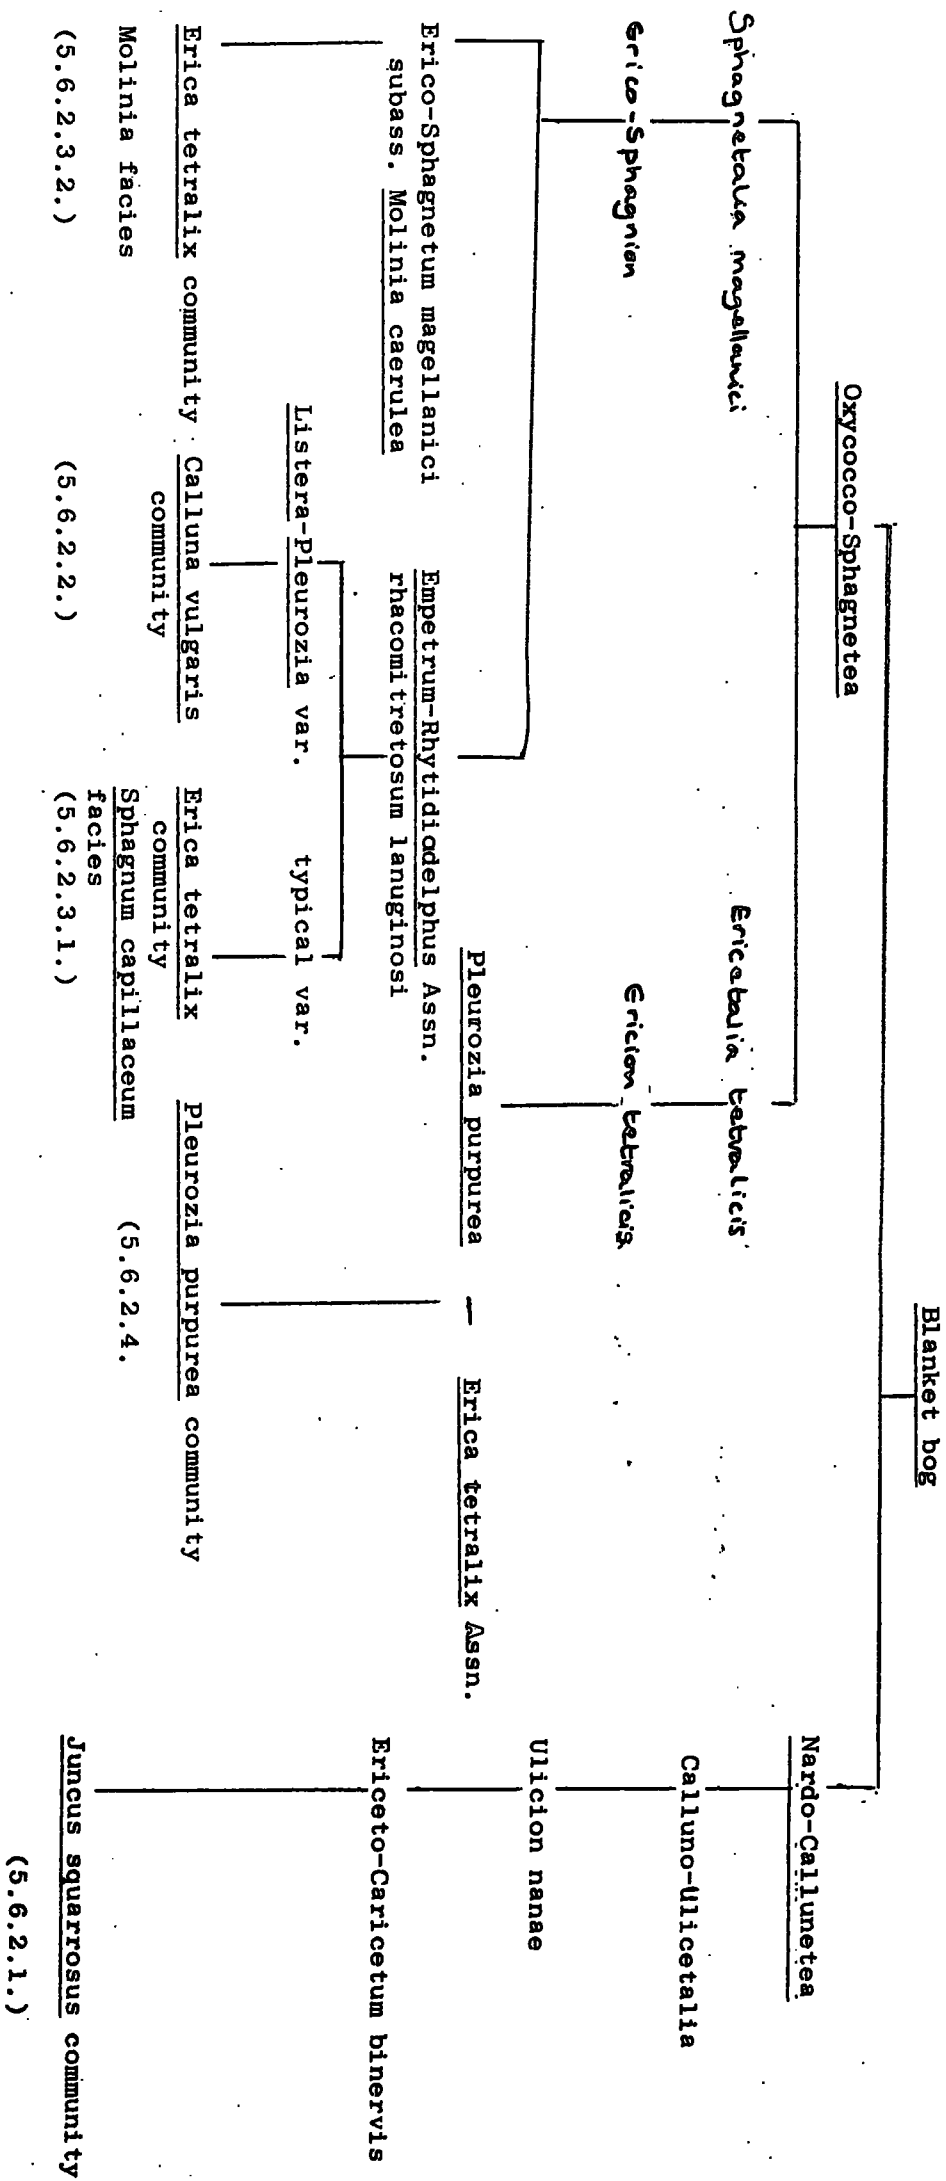 Blanket bog
Oxycocco-Sphagnetea
Nardo-Callunetea
Sphagnetalia magellanici
Ericetalia tetralicis
Calluno-Ulicetalia
Erico-Sphagnion
Ericion tetralicis
Ulicion nanae
Erico-Sphagnetum magellanici
subass. Molinia caerulea
Empetrum-Rhytidiadelphus Assn.
rhacomitretosum lanuginosi
Pleurozia purpurea — Erica tetralix Assn.
Ericeto-Caricetum binervis
Listera-Pleurozia var.
typical var.
Erica tetralix community
Molinia facies
(5.6.2.3.2.)
Calluna vulgaris
community
(5.6.2.2.)
Erica tetralix
community
Sphagnum capillaceum
facies
(5.6.2.3.1.)
Pleurozia purpurea community
(5.6.2.4.
Juncus squarrosus community
(5.6.2.1.)